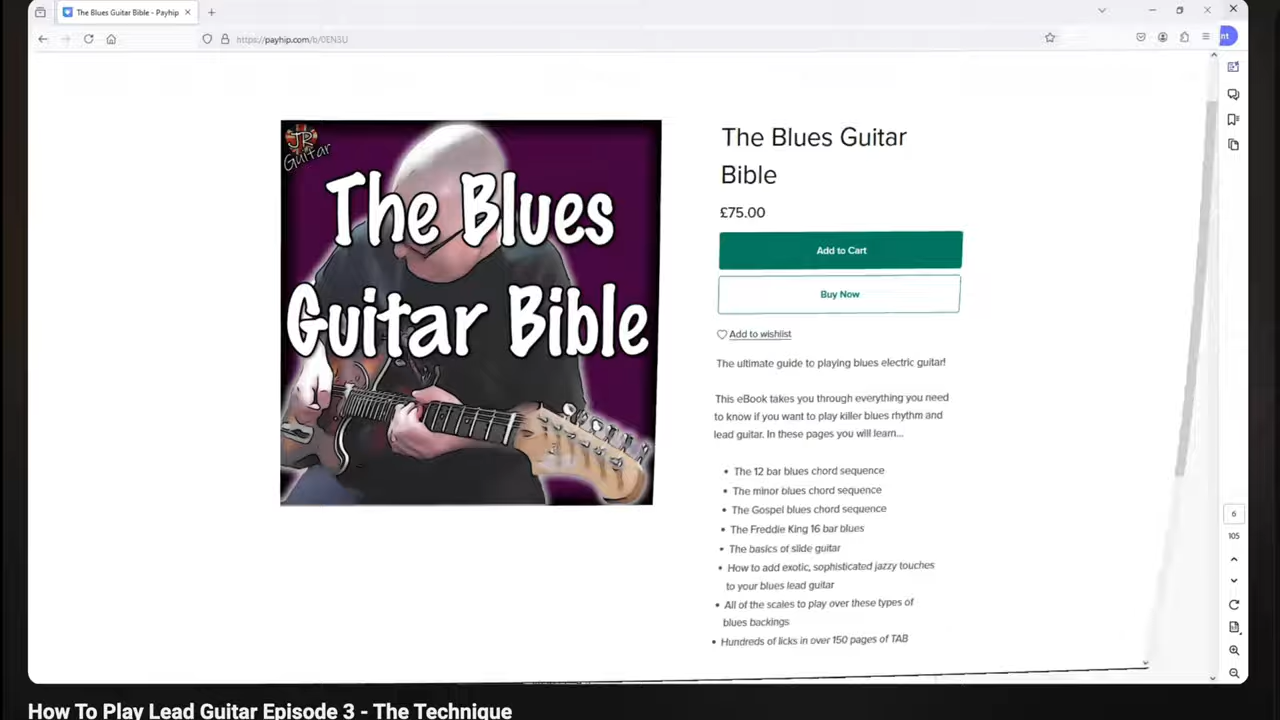 The Blues Guitar Bible - Payhip
https://payhip.com/b/0EN3U
nt
JR
Guitar
The Blues
Guitar Bible
The Blues Guitar
Bible
£75.00
Add to Cart
Buy Now
Add to wishlist
The ultimate guide to playing blues electric guitar!
This eBook takes you through everything you need
to know if you want to play killer blues rhythm and
lead guitar. In these pages you will learn...
• The 12 bar blues chord sequence
• The minor blues chord sequence
• The Gospel blues chord sequence
• The Freddie King 16 bar blues
• The basics of slide guitar
• How to add exotic, sophisticated jazzy touches
to your blues lead guitar
• All of the scales to play over these types of
blues backings
• Hundreds of licks in over 150 pages of TAB
6
105
How To Play Lead Guitar Episode 3 - The Technique